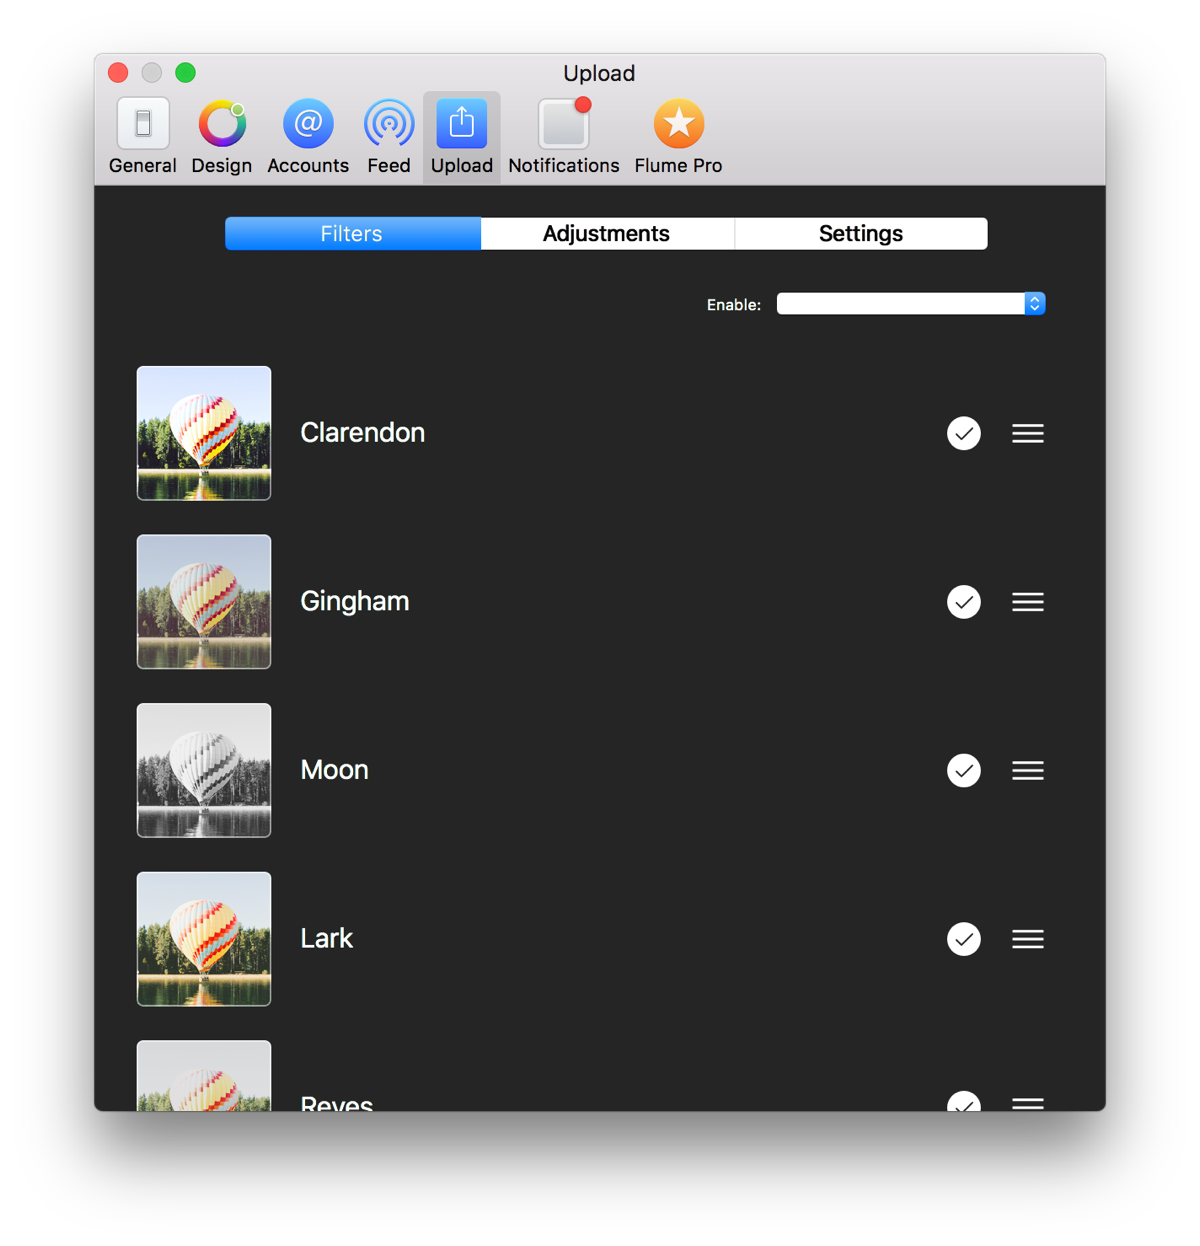 Upload
General Design Accounts Feed Upload Notifications Flume Pro
Filters Adjustments Settings
Enable:
Clarendon
Gingham
Moon
Lark
Reyes